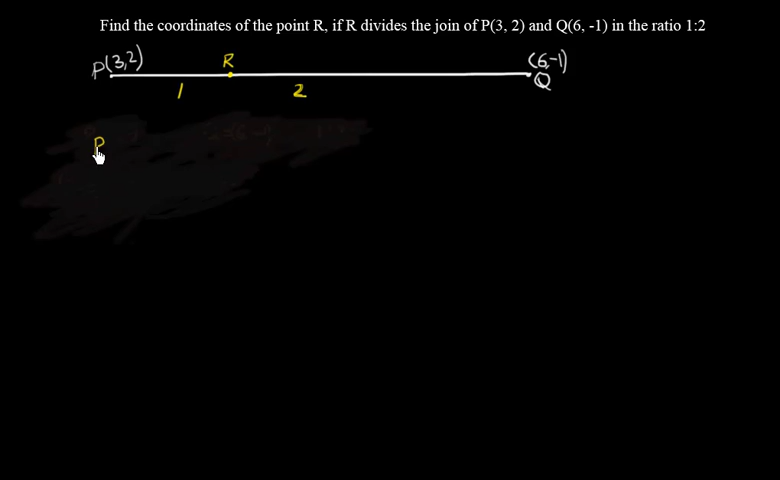 Find the coordinates of the point R, if R divides the join of P(3, 2) and Q(6, -1) in the ratio 1:2
P(3,2) R (6,-1)
Q
1 2
P